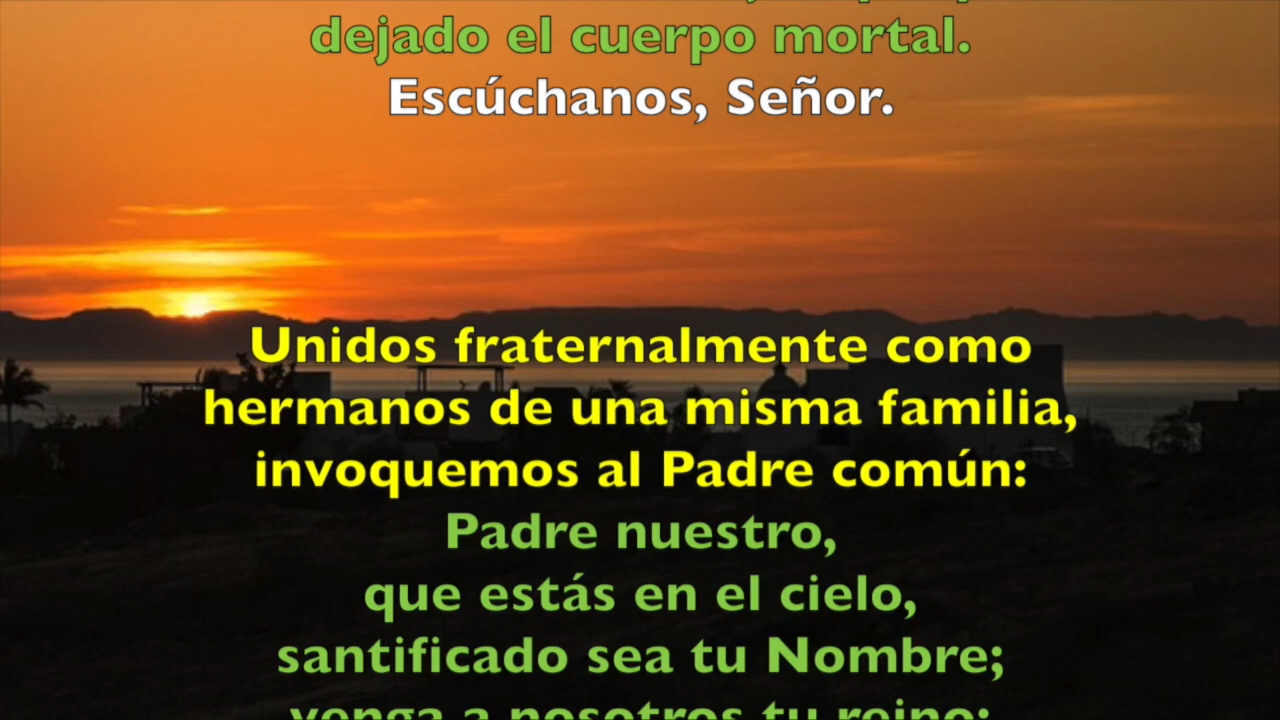 dejado el cuerpo mortal.
Escúchanos, Señor.
Unidos fraternalmente como
hermanos de una misma familia,
invoquemos al Padre común:
Padre nuestro,
que estás en el cielo,
santificado sea tu Nombre;
venga a nosotros tu reino;